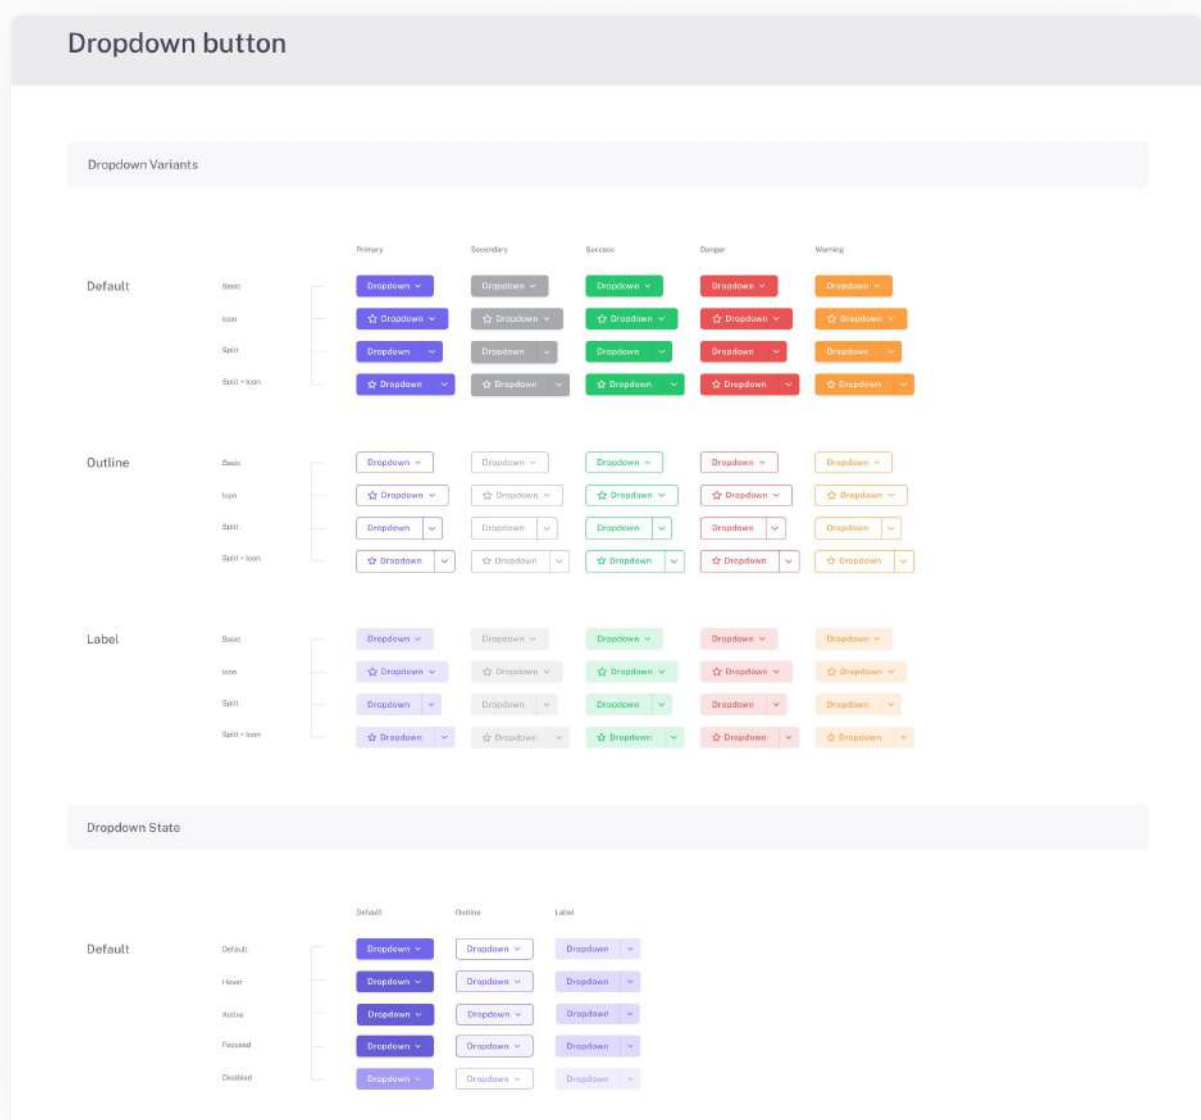 Dropdown button
Dropdown Variants
Primary Secondary Success Danger Warning
Default Basic Dropdown Dropdown Dropdown Dropdown Dropdown
Icon Dropdown Dropdown Dropdown Dropdown Dropdown
Split Dropdown Dropdown Dropdown Dropdown Dropdown
Split + Icon Dropdown Dropdown Dropdown Dropdown Dropdown
Outline Basic Dropdown Dropdown Dropdown Dropdown Dropdown
Icon Dropdown Dropdown Dropdown Dropdown Dropdown
Split Dropdown Dropdown Dropdown Dropdown Dropdown
Split + Icon Dropdown Dropdown Dropdown Dropdown Dropdown
Label Basic Dropdown Dropdown Dropdown Dropdown Dropdown
Icon Dropdown Dropdown Dropdown Dropdown Dropdown
Split Dropdown Dropdown Dropdown Dropdown Dropdown
Split + Icon Dropdown Dropdown Dropdown Dropdown Dropdown
Dropdown State
Default Outline Label
Default Default Dropdown Dropdown Dropdown
Hover Dropdown Dropdown Dropdown
Active Dropdown Dropdown Dropdown
Focused Dropdown Dropdown Dropdown
Disabled Dropdown Dropdown Dropdown